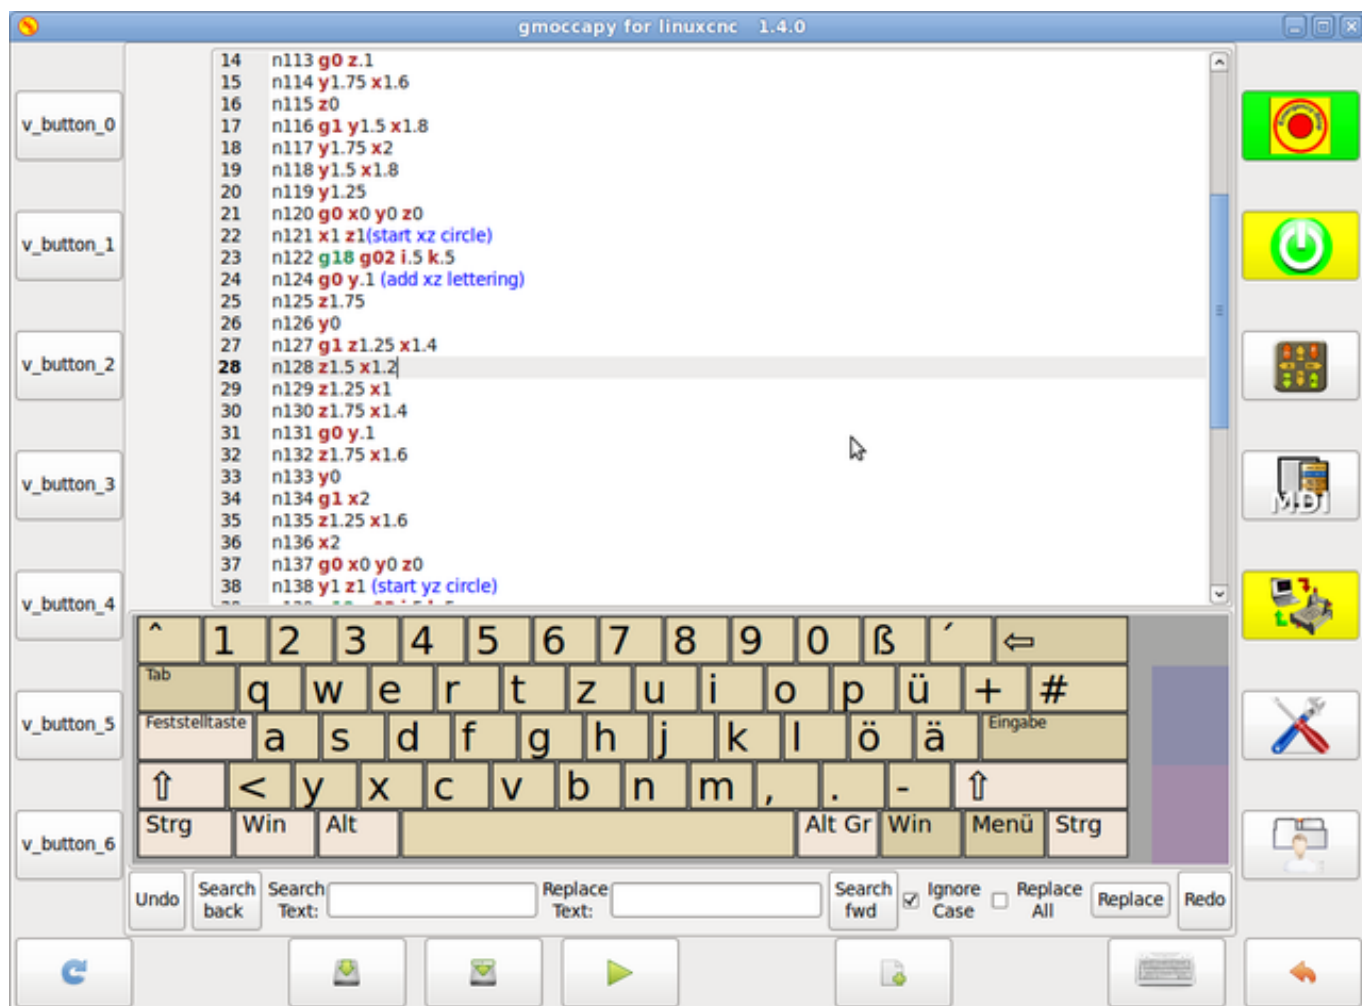 gmoccapy for linuxcnc 1.4.0
14 n113 g0 z.1
15 n114 y1.75 x1.6
16 n115 z0
17 n116 g1 y1.5 x1.8
18 n117 y1.75 x2
19 n118 y1.5 x1.8
20 n119 y1.25
21 n120 g0 x0 y0 z0
22 n121 x1 z1(start xz circle)
23 n122 g18 g02 i.5 k.5
24 n124 g0 y.1 (add xz lettering)
25 n125 z1.75
26 n126 y0
27 n127 g1 z1.25 x1.4
28 n128 z1.5 x1.2
29 n129 z1.25 x1
30 n130 z1.75 x1.4
31 n131 g0 y.1
32 n132 z1.75 x1.6
33 n133 y0
34 n134 g1 x2
35 n135 z1.25 x1.6
36 n136 x2
37 n137 g0 x0 y0 z0
38 n138 y1 z1 (start yz circle)
v_button_0
v_button_1
v_button_2
v_button_3
v_button_4
v_button_5
v_button_6
MDI
^ 1 2 3 4 5 6 7 8 9 0 ß ´ ⇦
Tab q w e r t z u i o p ü + #
Feststelltaste a s d f g h j k l ö ä Eingabe
⇧ < y x c v b n m , . - ⇧
Strg Win Alt Alt Gr Win Menü Strg
Undo
Search
back
Search
Text:
Replace
Text:
Search
fwd
Ignore
Case
Replace
All
Replace
Redo